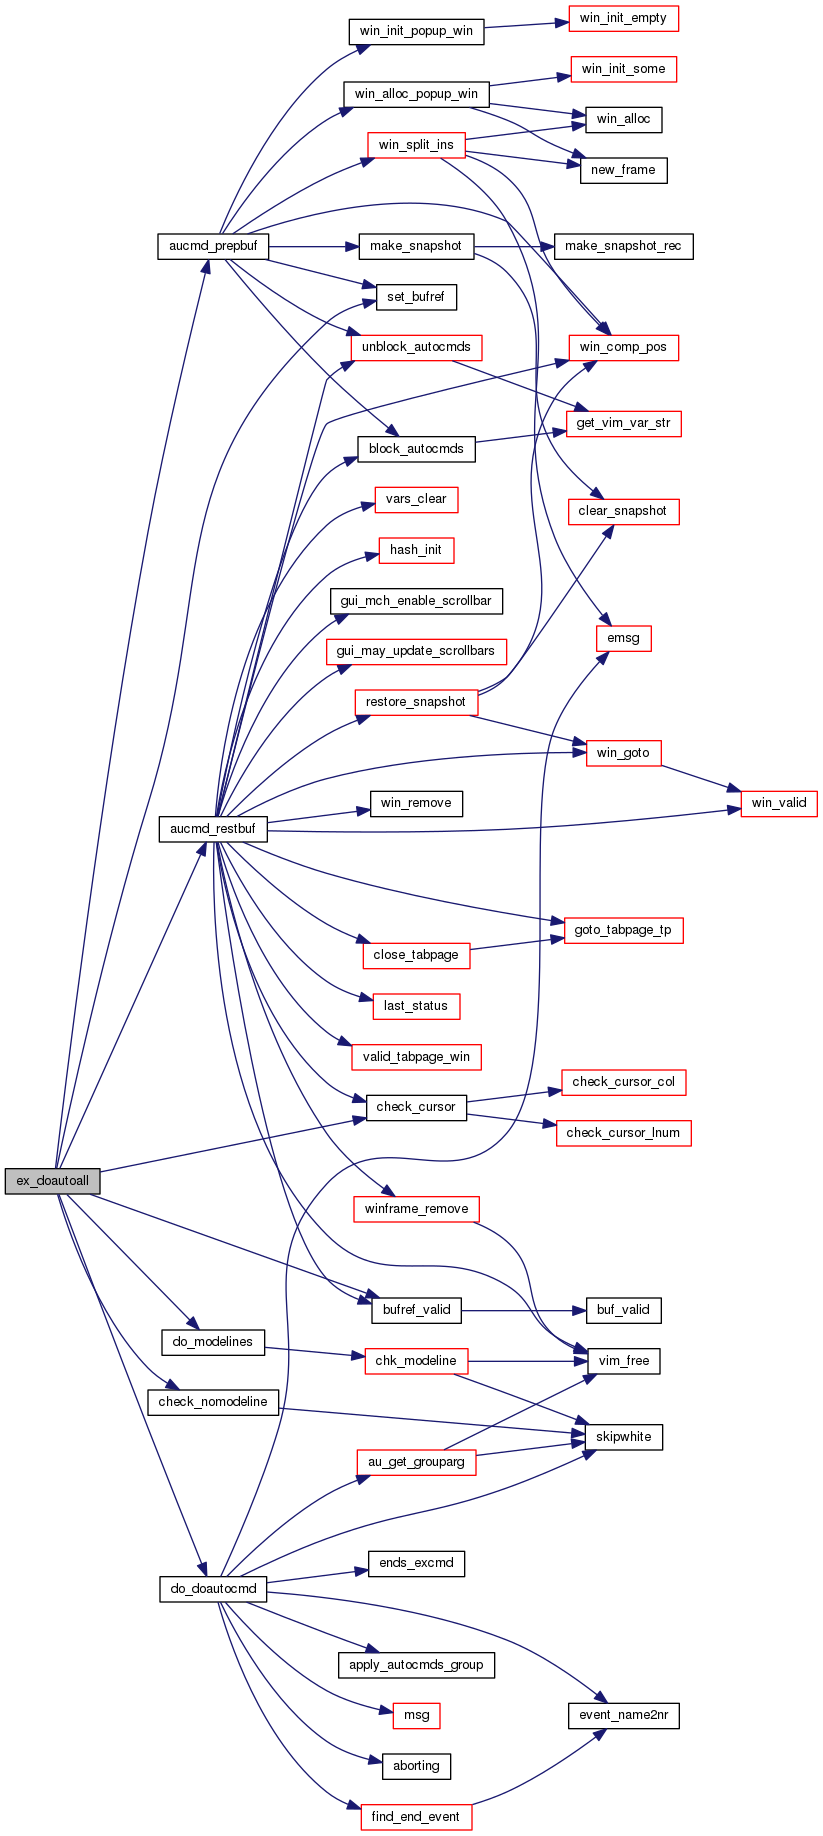 win_init_empty
win_init_popup_win
win_init_some
win_alloc_popup_win
win_alloc
win_split_ins
new_frame
aucmd_prepbuf
make_snapshot
make_snapshot_rec
set_bufref
unblock_autocmds
win_comp_pos
get_vim_var_str
block_autocmds
vars_clear
clear_snapshot
hash_init
gui_mch_enable_scrollbar
emsg
gui_may_update_scrollbars
restore_snapshot
win_goto
win_remove
win_valid
aucmd_restbuf
goto_tabpage_tp
close_tabpage
last_status
valid_tabpage_win
check_cursor_col
check_cursor
check_cursor_lnum
ex_doautoall
winframe_remove
bufref_valid
buf_valid
do_modelines
chk_modeline
vim_free
check_nomodeline
skipwhite
au_get_grouparg
ends_excmd
do_doautocmd
apply_autocmds_group
msg
event_name2nr
aborting
find_end_event